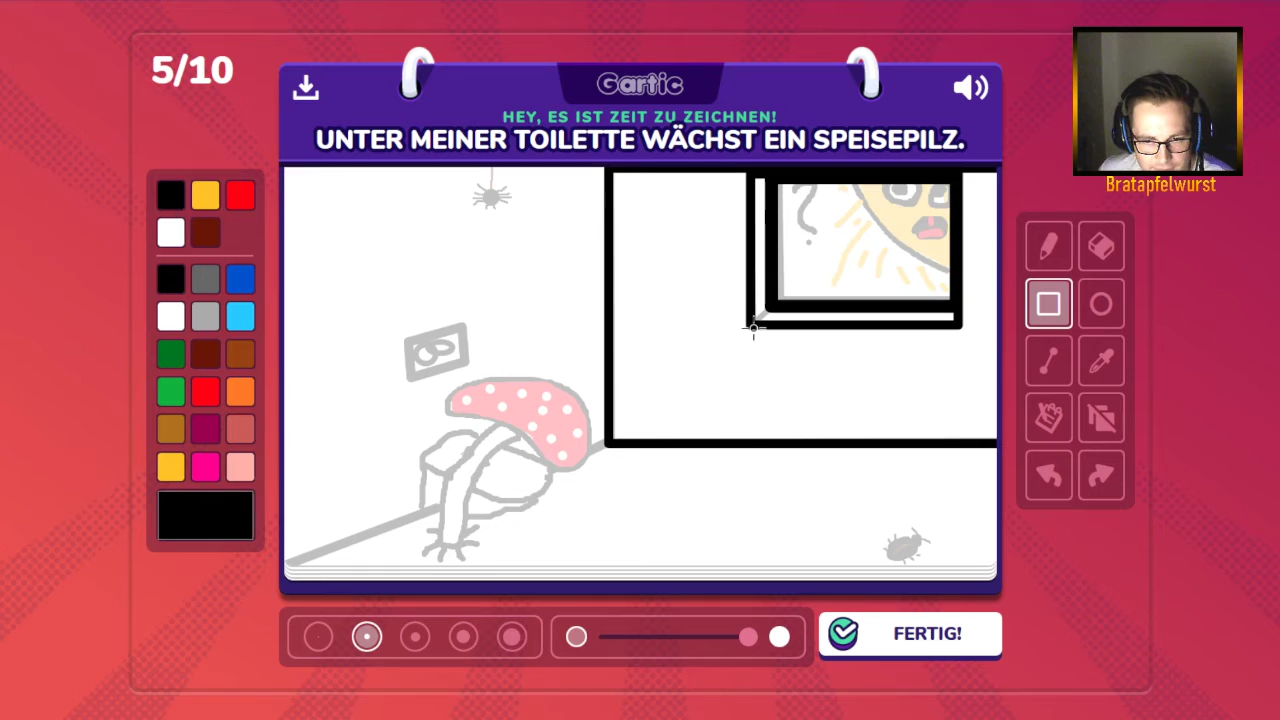 5/10
Gartic
HEY, ES IST ZEIT ZU ZEICHNEN!
UNTER MEINER TOILETTE WÄCHST EIN SPEISEPILZ.
Bratapfelwurst
?
FERTIG!